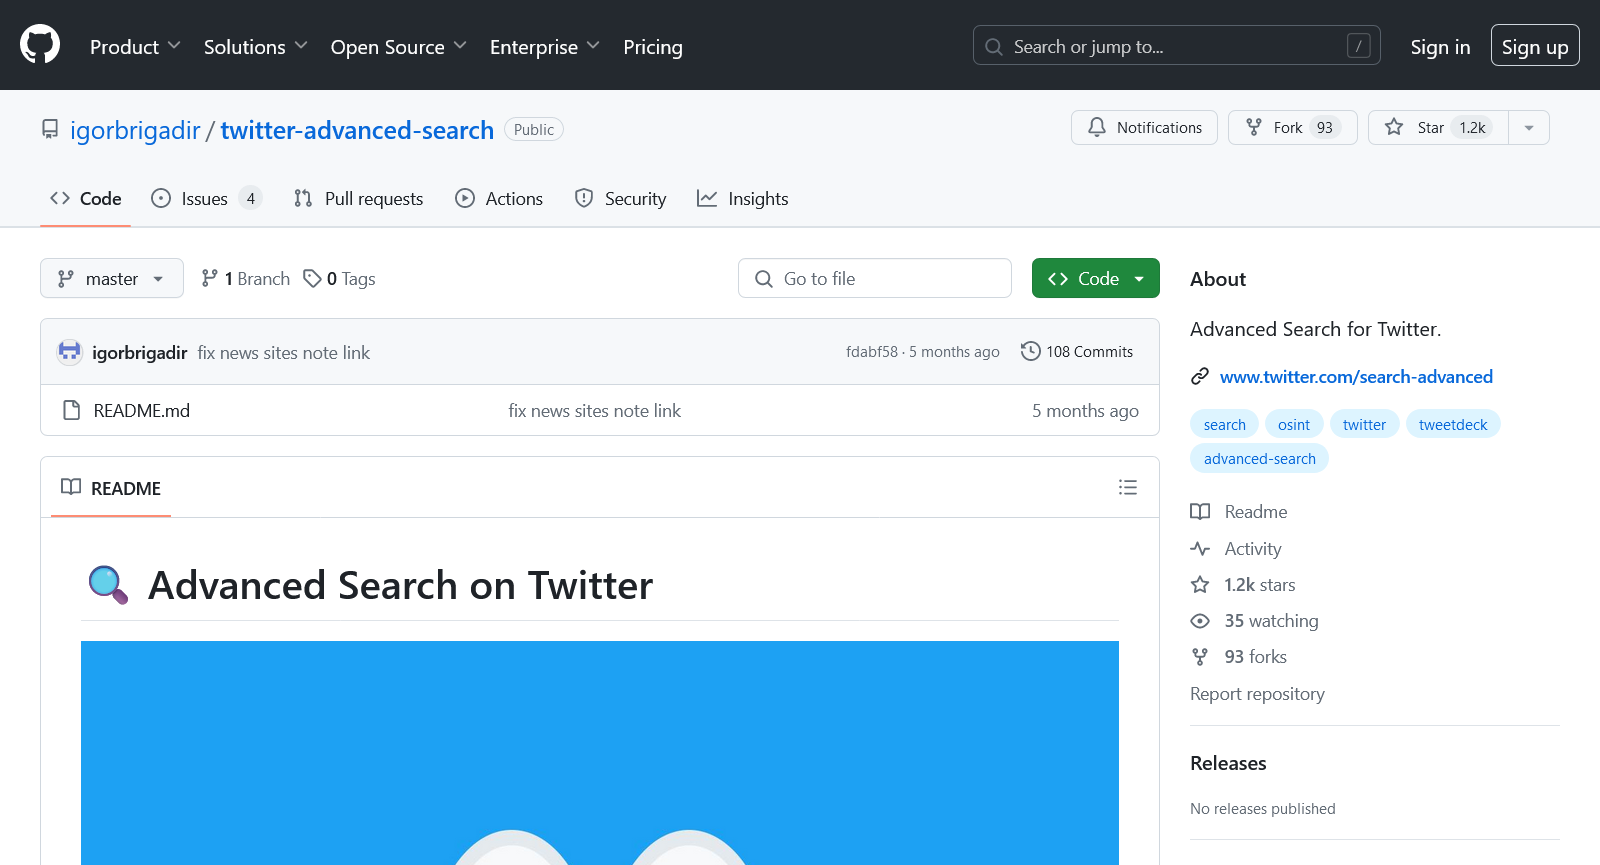 Product Solutions Open Source Enterprise Pricing Search or jump to... / Sign in Sign up
igorbrigadir / twitter-advanced-search Public Notifications Fork 93 Star 1.2k
Code Issues 4 Pull requests Actions Security Insights
master 1 Branch 0 Tags Go to file Code
igorbrigadir fix news sites note link fdabf58 · 5 months ago 108 Commits
README.md fix news sites note link 5 months ago
README
Advanced Search on Twitter
About
Advanced Search for Twitter.
www.twitter.com/search-advanced
search osint twitter tweetdeck
advanced-search
Readme
Activity
1.2k stars
35 watching
93 forks
Report repository
Releases
No releases published